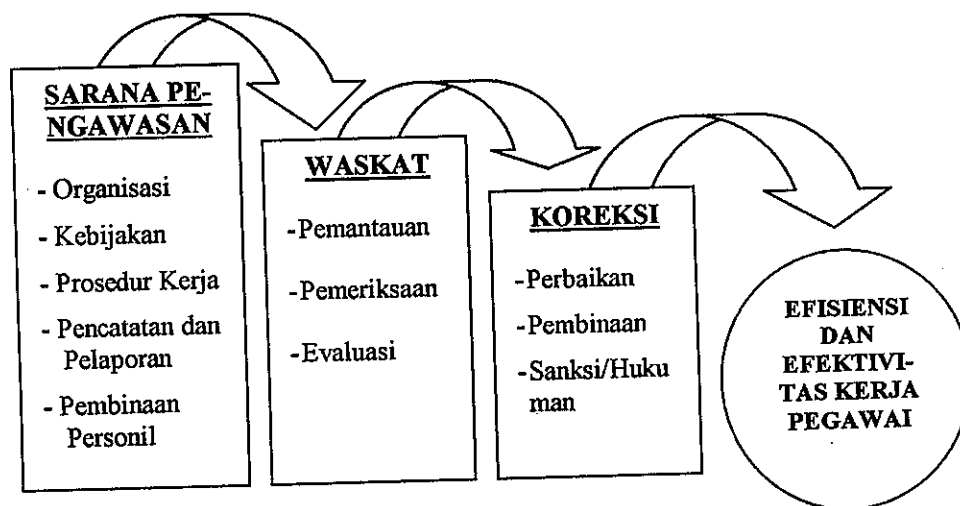 SARANA PE-
NGAWASAN
- Organisasi
- Kebijakan
- Prosedur Kerja
- Pencatatan dan
Pelaporan
- Pembinaan
Personil
WASKAT
-Pemantauan
-Pemeriksaan
-Evaluasi
KOREKSI
-Perbaikan
-Pembinaan
-Sanksi/Huku
man
EFISIENSI
DAN
EFEKTIVI-
TAS KERJA
PEGAWAI